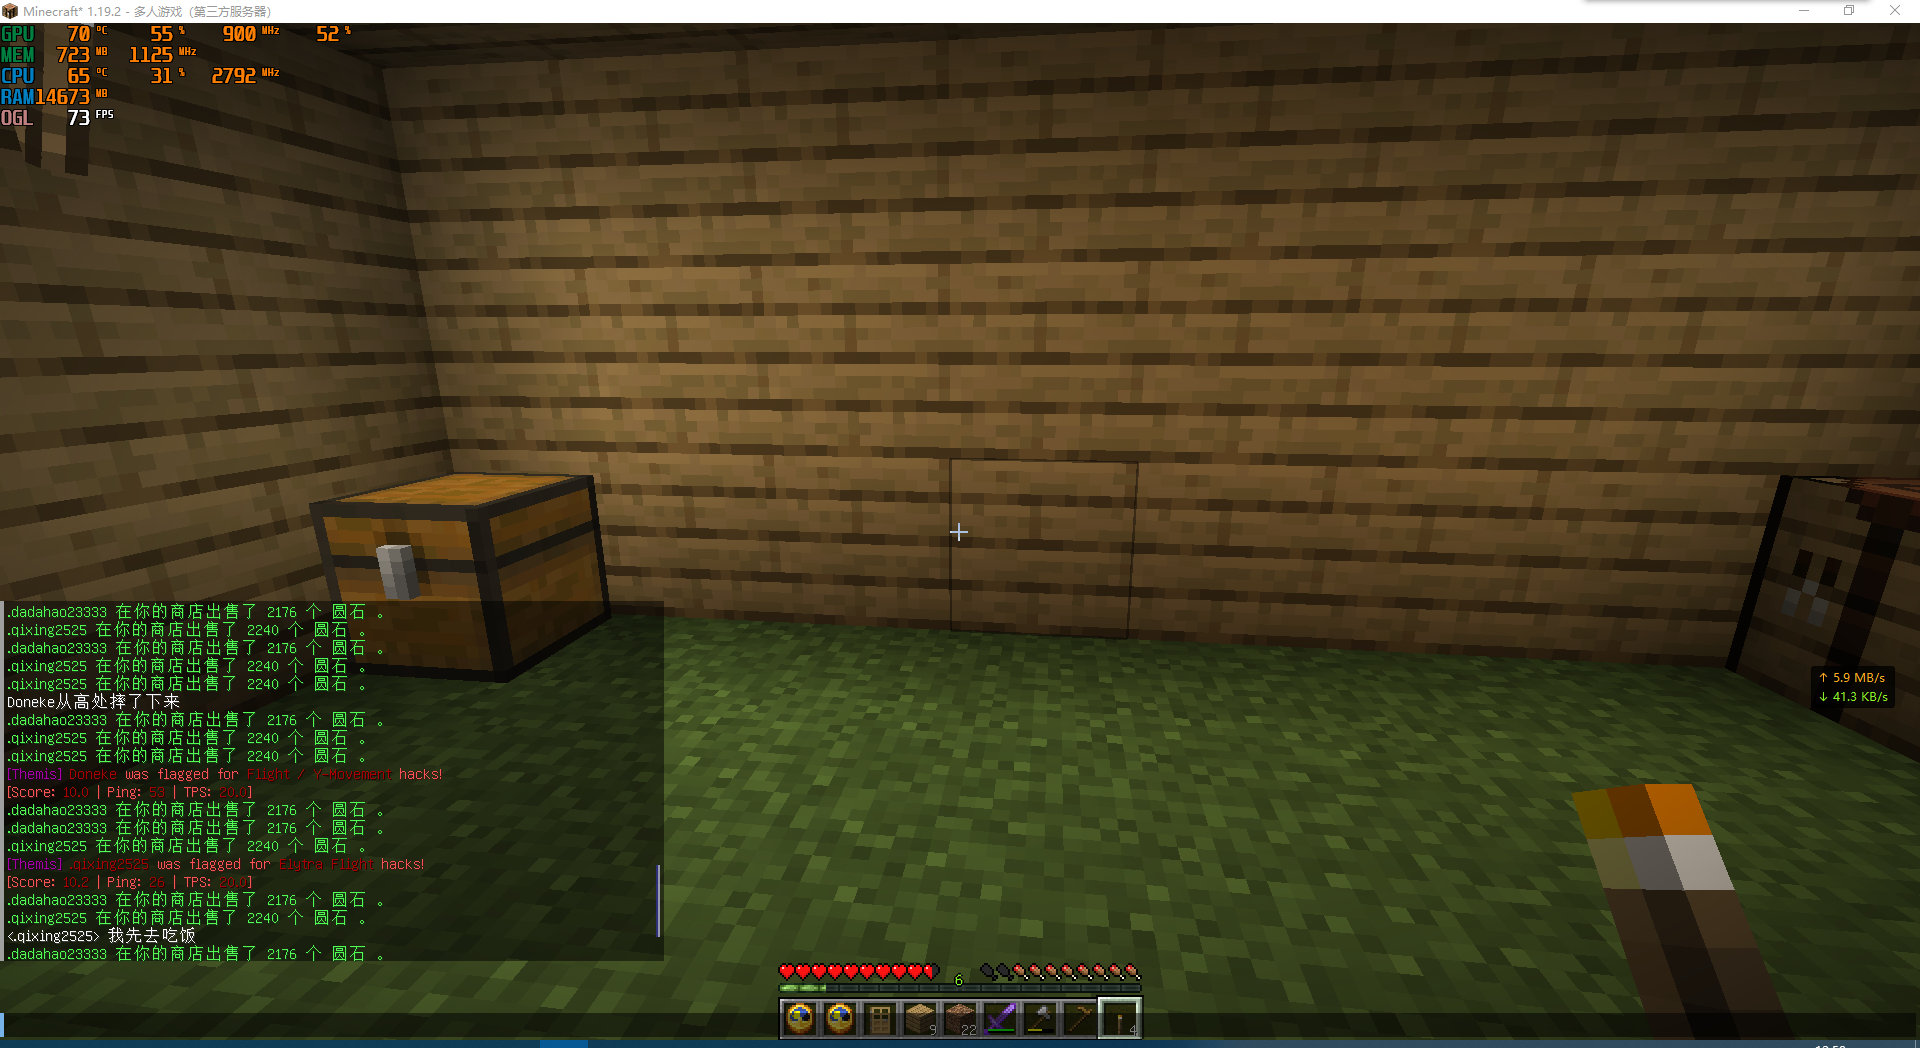 Minecraft* 1.19.2 - 多人游戏（第三方服务器）
GPU 70 °C 55 % 900 MHz 52 %
MEM 723 MB 1125 MHz
CPU 65 °C 31 % 2792 MHz
RAM 14673 MB
OGL 73 FPS
.dadahao23333 在你的商店出售了 2176 个 圆石 。
.qixing2525 在你的商店出售了 2240 个 圆石 。
.dadahao23333 在你的商店出售了 2176 个 圆石 。
.qixing2525 在你的商店出售了 2240 个 圆石 。
.qixing2525 在你的商店出售了 2240 个 圆石 。
Doneke从高处摔了下来
.dadahao23333 在你的商店出售了 2176 个 圆石 。
.qixing2525 在你的商店出售了 2240 个 圆石 。
.qixing2525 在你的商店出售了 2240 个 圆石 。
[Themis] Doneke was flagged for Flight / Y-Movement hacks!
[Score: 10.0 | Ping: 53 | TPS: 20.0]
.dadahao23333 在你的商店出售了 2176 个 圆石 。
.dadahao23333 在你的商店出售了 2176 个 圆石 。
.qixing2525 在你的商店出售了 2240 个 圆石 。
[Themis] .qixing2525 was flagged for Elytra Flight hacks!
[Score: 10.2 | Ping: 26 | TPS: 20.0]
.dadahao23333 在你的商店出售了 2176 个 圆石 。
.qixing2525 在你的商店出售了 2240 个 圆石 。
<.qixing2525> 我先去吃饭
.dadahao23333 在你的商店出售了 2176 个 圆石 。
↑ 5.9 MB/s
↓ 41.3 KB/s
6
9 22 4